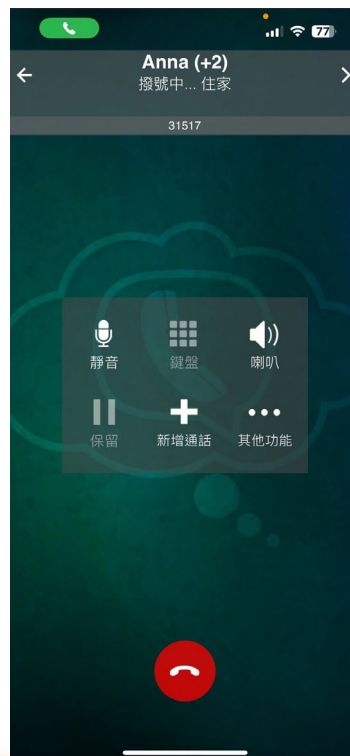 77
Anna (+2)
撥號中... 住家
31517
靜音 鍵盤 喇叭
保留 新增通話 其他功能